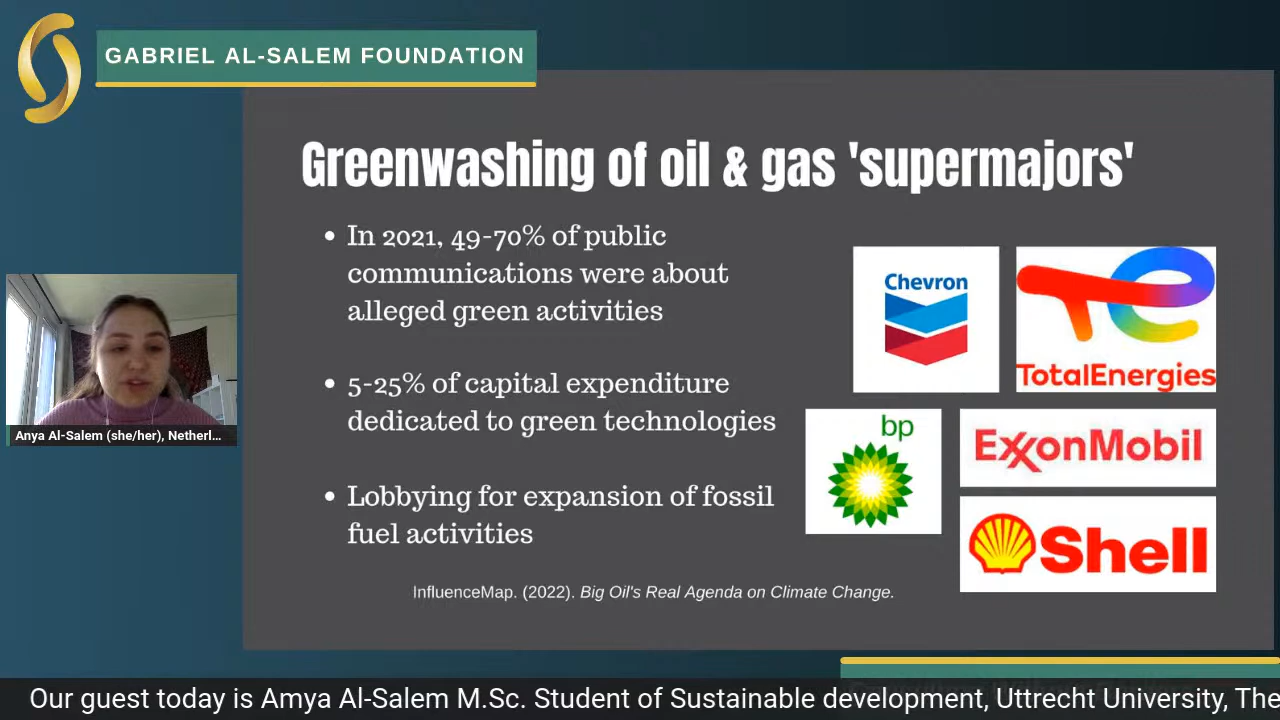 GABRIEL AL-SALEM FOUNDATION
Greenwashing of oil & gas 'supermajors'
• In 2021, 49-70% of public
communications were about
alleged green activities
• 5-25% of capital expenditure
dedicated to green technologies
• Lobbying for expansion of fossil
fuel activities
Chevron
TotalEnergies
bp
ExxonMobil
Shell
InfluenceMap. (2022). Big Oil's Real Agenda on Climate Change.
Anya Al-Salem (she/her), Netherl...
Our guest today is Amya Al-Salem M.Sc. Student of Sustainable development, Uttrecht University, The